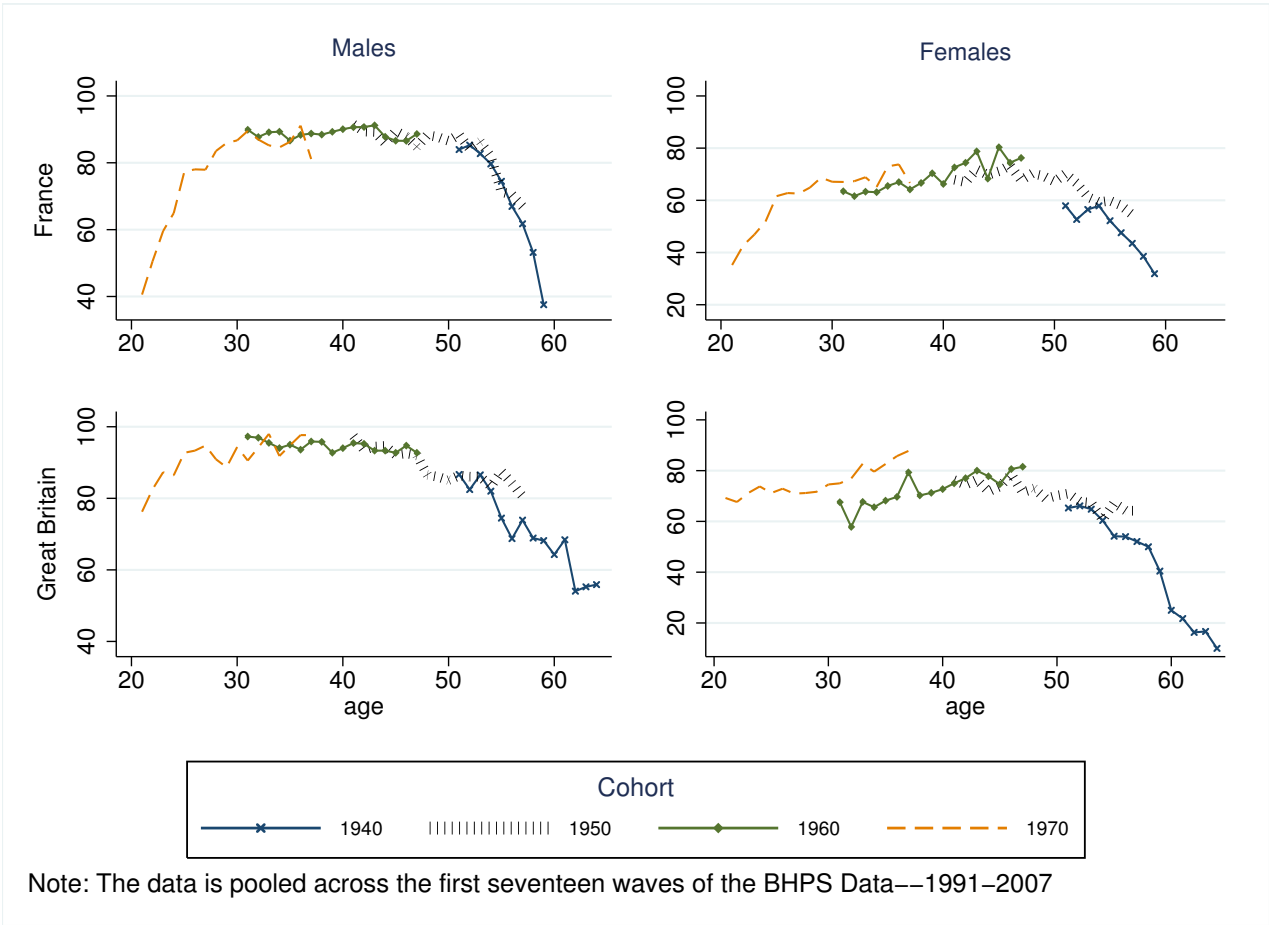 Males
Females
France
100
80
60
40
20 30 40 50 60
100
80
60
40
20
20 30 40 50 60
Great Britain
100
80
60
40
20 30 40 50 60
age
100
80
60
40
20
20 30 40 50 60
age
Cohort
1940 1950 1960 1970
Note: The data is pooled across the first seventeen waves of the BHPS Data−−1991−2007